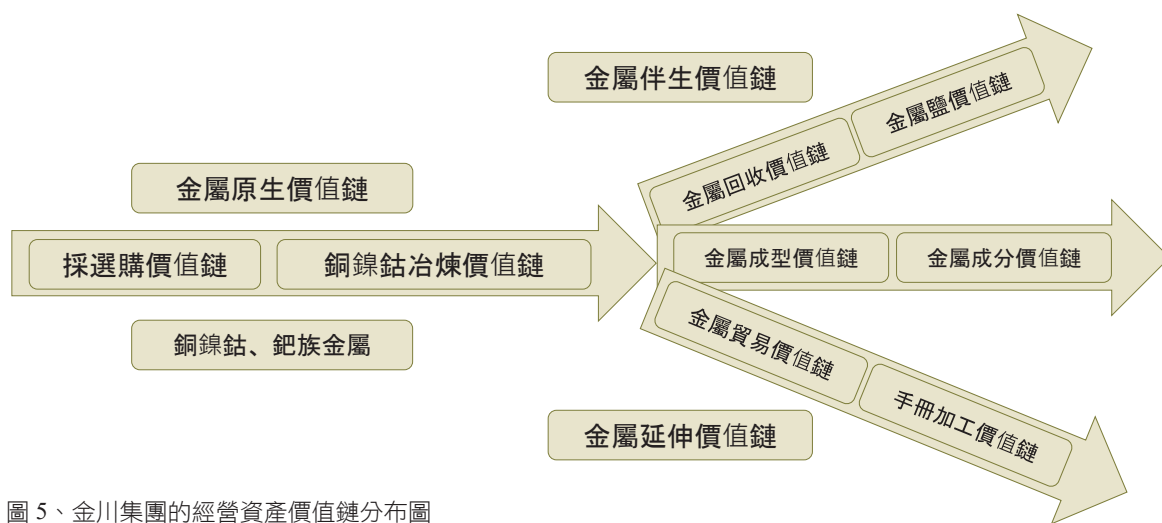 金屬伴生價值鏈
金屬回收價值鏈
金屬鹽價值鏈
金屬原生價值鏈
採選購價值鏈
銅鎳鈷冶煉價值鏈
金屬成型價值鏈
金屬成分價值鏈
銅鎳鈷、鈀族金屬
金屬貿易價值鏈
手冊加工價值鏈
金屬延伸價值鏈
圖 5、金川集團的經營資產價值鏈分布圖